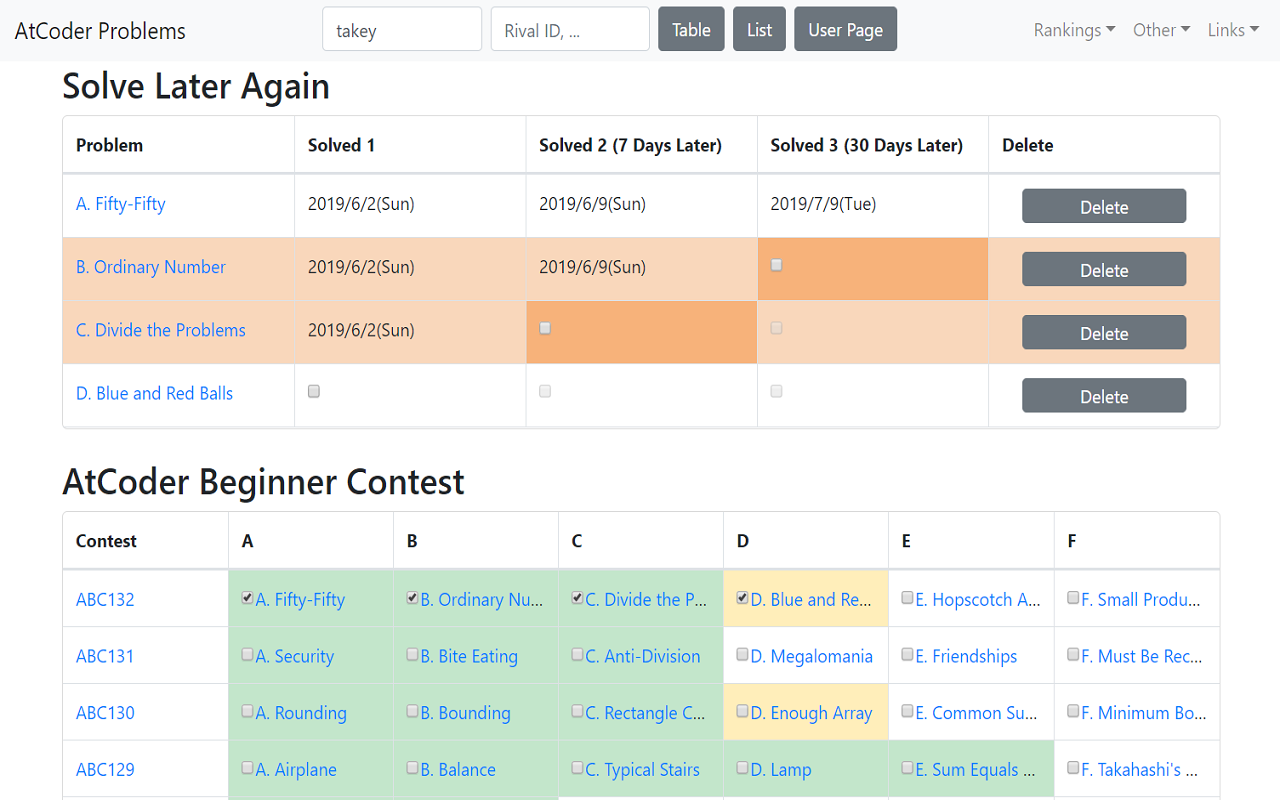 AtCoder Problems takey Rival ID, ... Table List User Page Rankings Other Links
Solve Later Again
Problem Solved 1 Solved 2 (7 Days Later) Solved 3 (30 Days Later) Delete
A. Fifty-Fifty 2019/6/2(Sun) 2019/6/9(Sun) 2019/7/9(Tue) Delete
B. Ordinary Number 2019/6/2(Sun) 2019/6/9(Sun) Delete
C. Divide the Problems 2019/6/2(Sun) Delete
D. Blue and Red Balls Delete
AtCoder Beginner Contest
Contest A B C D E F
ABC132 A. Fifty-Fifty B. Ordinary Nu... C. Divide the P... D. Blue and Re... E. Hopscotch A... F. Small Produ...
ABC131 A. Security B. Bite Eating C. Anti-Division D. Megalomania E. Friendships F. Must Be Rec...
ABC130 A. Rounding B. Bounding C. Rectangle C... D. Enough Array E. Common Su... F. Minimum Bo...
ABC129 A. Airplane B. Balance C. Typical Stairs D. Lamp E. Sum Equals ... F. Takahashi's ...